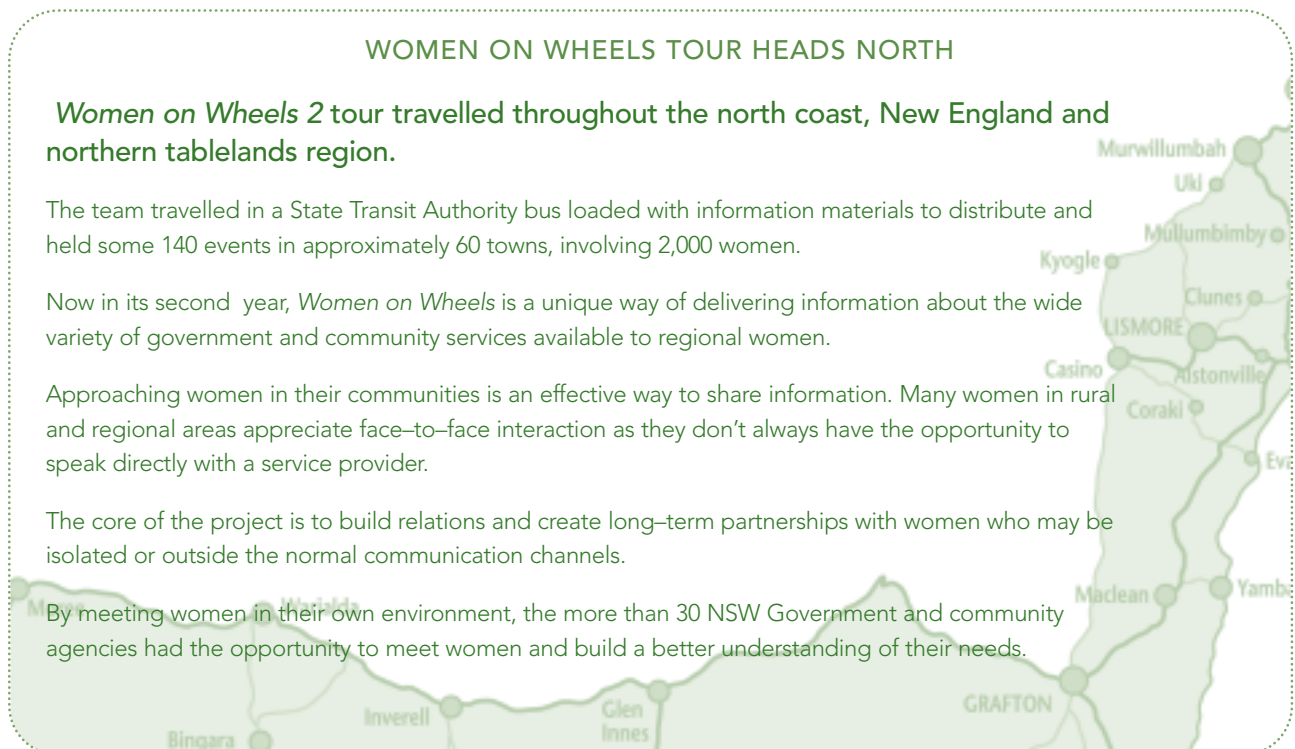 WOMEN ON WHEELS TOUR HEADS NORTH
Women on Wheels 2 tour travelled throughout the north coast, New England and
northern tablelands region.
The team travelled in a State Transit Authority bus loaded with information materials to distribute and
held some 140 events in approximately 60 towns, involving 2,000 women.
Now in its second  year, Women on Wheels is a unique way of delivering information about the wide
variety of government and community services available to regional women.
Approaching women in their communities is an effective way to share information. Many women in rural
and regional areas appreciate face–to–face interaction as they don't always have the opportunity to
speak directly with a service provider.
The core of the project is to build relations and create long–term partnerships with women who may be
isolated or outside the normal communication channels.
By meeting women in their own environment, the more than 30 NSW Government and community
agencies had the opportunity to meet women and build a better understanding of their needs.
Murwillumbah
Uki
Mullumbimby
Kyogle
Clunes
LISMORE
Casino
Alstonville
Coraki
Maclean
Yamba
Moree
Warialda
GRAFTON
Glen
Innes
Inverell
Bingara